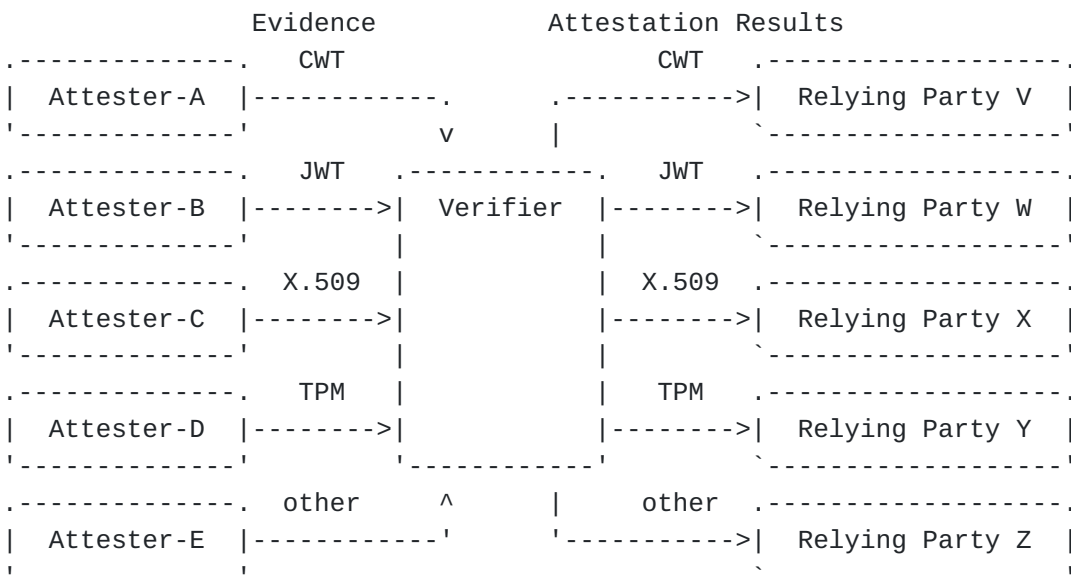 Evidence Attestation Results
CWT CWT
Attester-A Relying Party V
JWT JWT
Attester-B Verifier Relying Party W
X.509 X.509
Attester-C Relying Party X
TPM TPM
Attester-D Relying Party Y
other other
Attester-E Relying Party Z